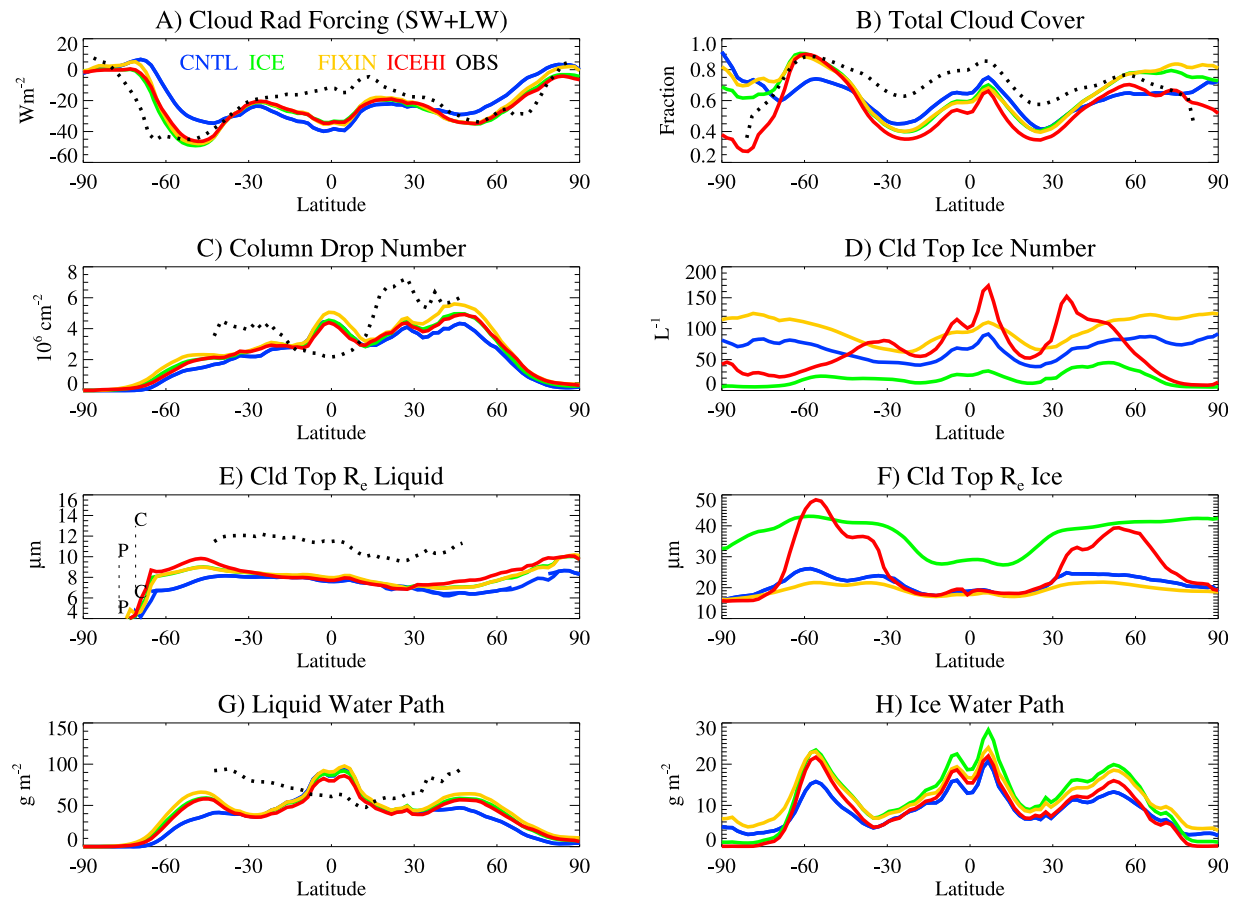 A) Cloud Rad Forcing (SW+LW)
CNTL ICE FIXIN ICEHI OBS
Wm-2
20
0
-20
-40
-60
-90 -60 -30 0 30 60 90
Latitude
B) Total Cloud Cover
Fraction
1.0
0.8
0.6
0.4
0.2
-90 -60 -30 0 30 60 90
Latitude
C) Column Drop Number
10^6 cm-2
8
6
4
2
0
-90 -60 -30 0 30 60 90
Latitude
D) Cld Top Ice Number
L-1
200
150
100
50
0
-90 -60 -30 0 30 60 90
Latitude
E) Cld Top Re Liquid
μm
16
14
12
10
8
6
4
C
P
C
P
-90 -60 -30 0 30 60 90
Latitude
F) Cld Top Re Ice
μm
50
40
30
20
10
-90 -60 -30 0 30 60 90
Latitude
G) Liquid Water Path
g m-2
150
100
50
0
-90 -60 -30 0 30 60 90
Latitude
H) Ice Water Path
g m-2
30
20
10
0
-90 -60 -30 0 30 60 90
Latitude